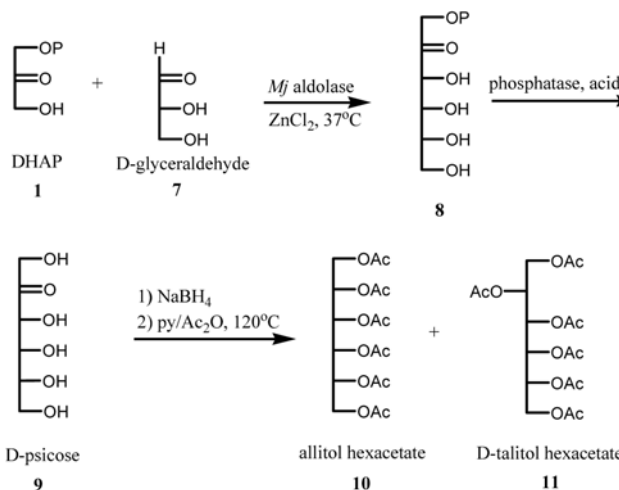 OP
O
OH
DHAP
1
+
H
O
OH
OH
D-glyceraldehyde
7
Mj aldolase
ZnCl₂, 37°C
OP
O
OH
OH
OH
OH
8
phosphatase, acid
OH
O
OH
OH
OH
OH
D-psicose
9
1) NaBH₄
2) py/Ac₂O, 120°C
OAc
OAc
OAc
OAc
OAc
OAc
allitol hexacetate
10
+
OAc
AcO
OAc
OAc
OAc
OAc
D-talitol hexacetate
11